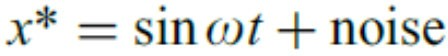 x* = sin ωt + noise